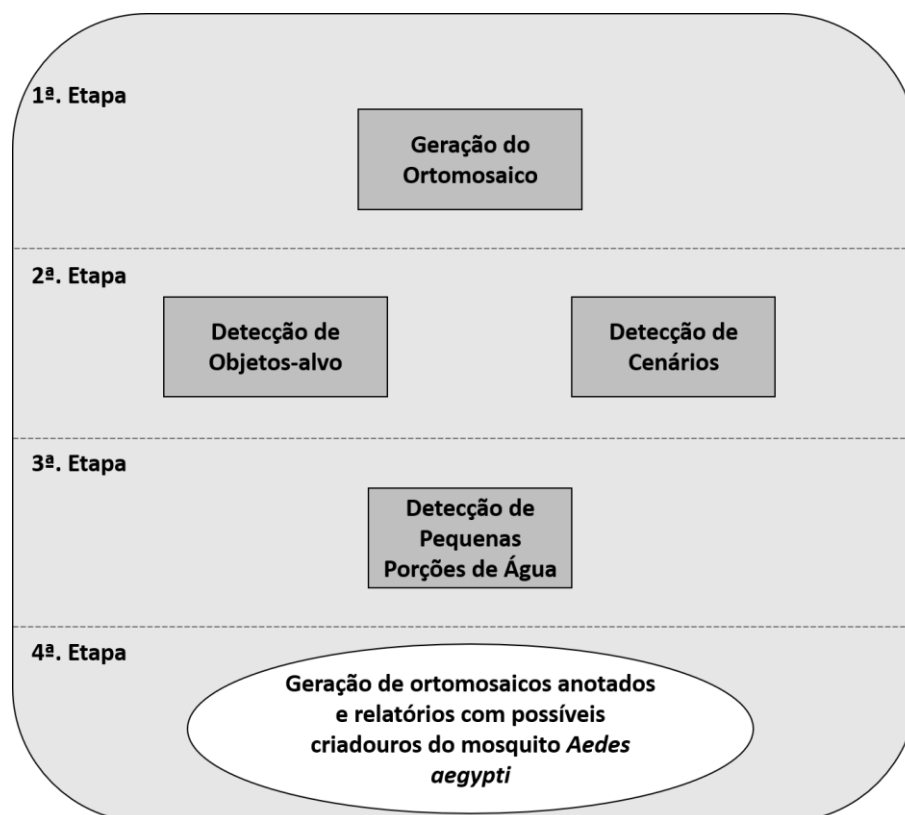 1ª. Etapa
Geração do
Ortomosaico
2ª. Etapa
Detecção de
Objetos-alvo
Detecção de
Cenários
3ª. Etapa
Detecção de
Pequenas
Porções de Água
4ª. Etapa
Geração de ortomosaicos anotados
e relatórios com possíveis
criadouros do mosquito Aedes
aegypti